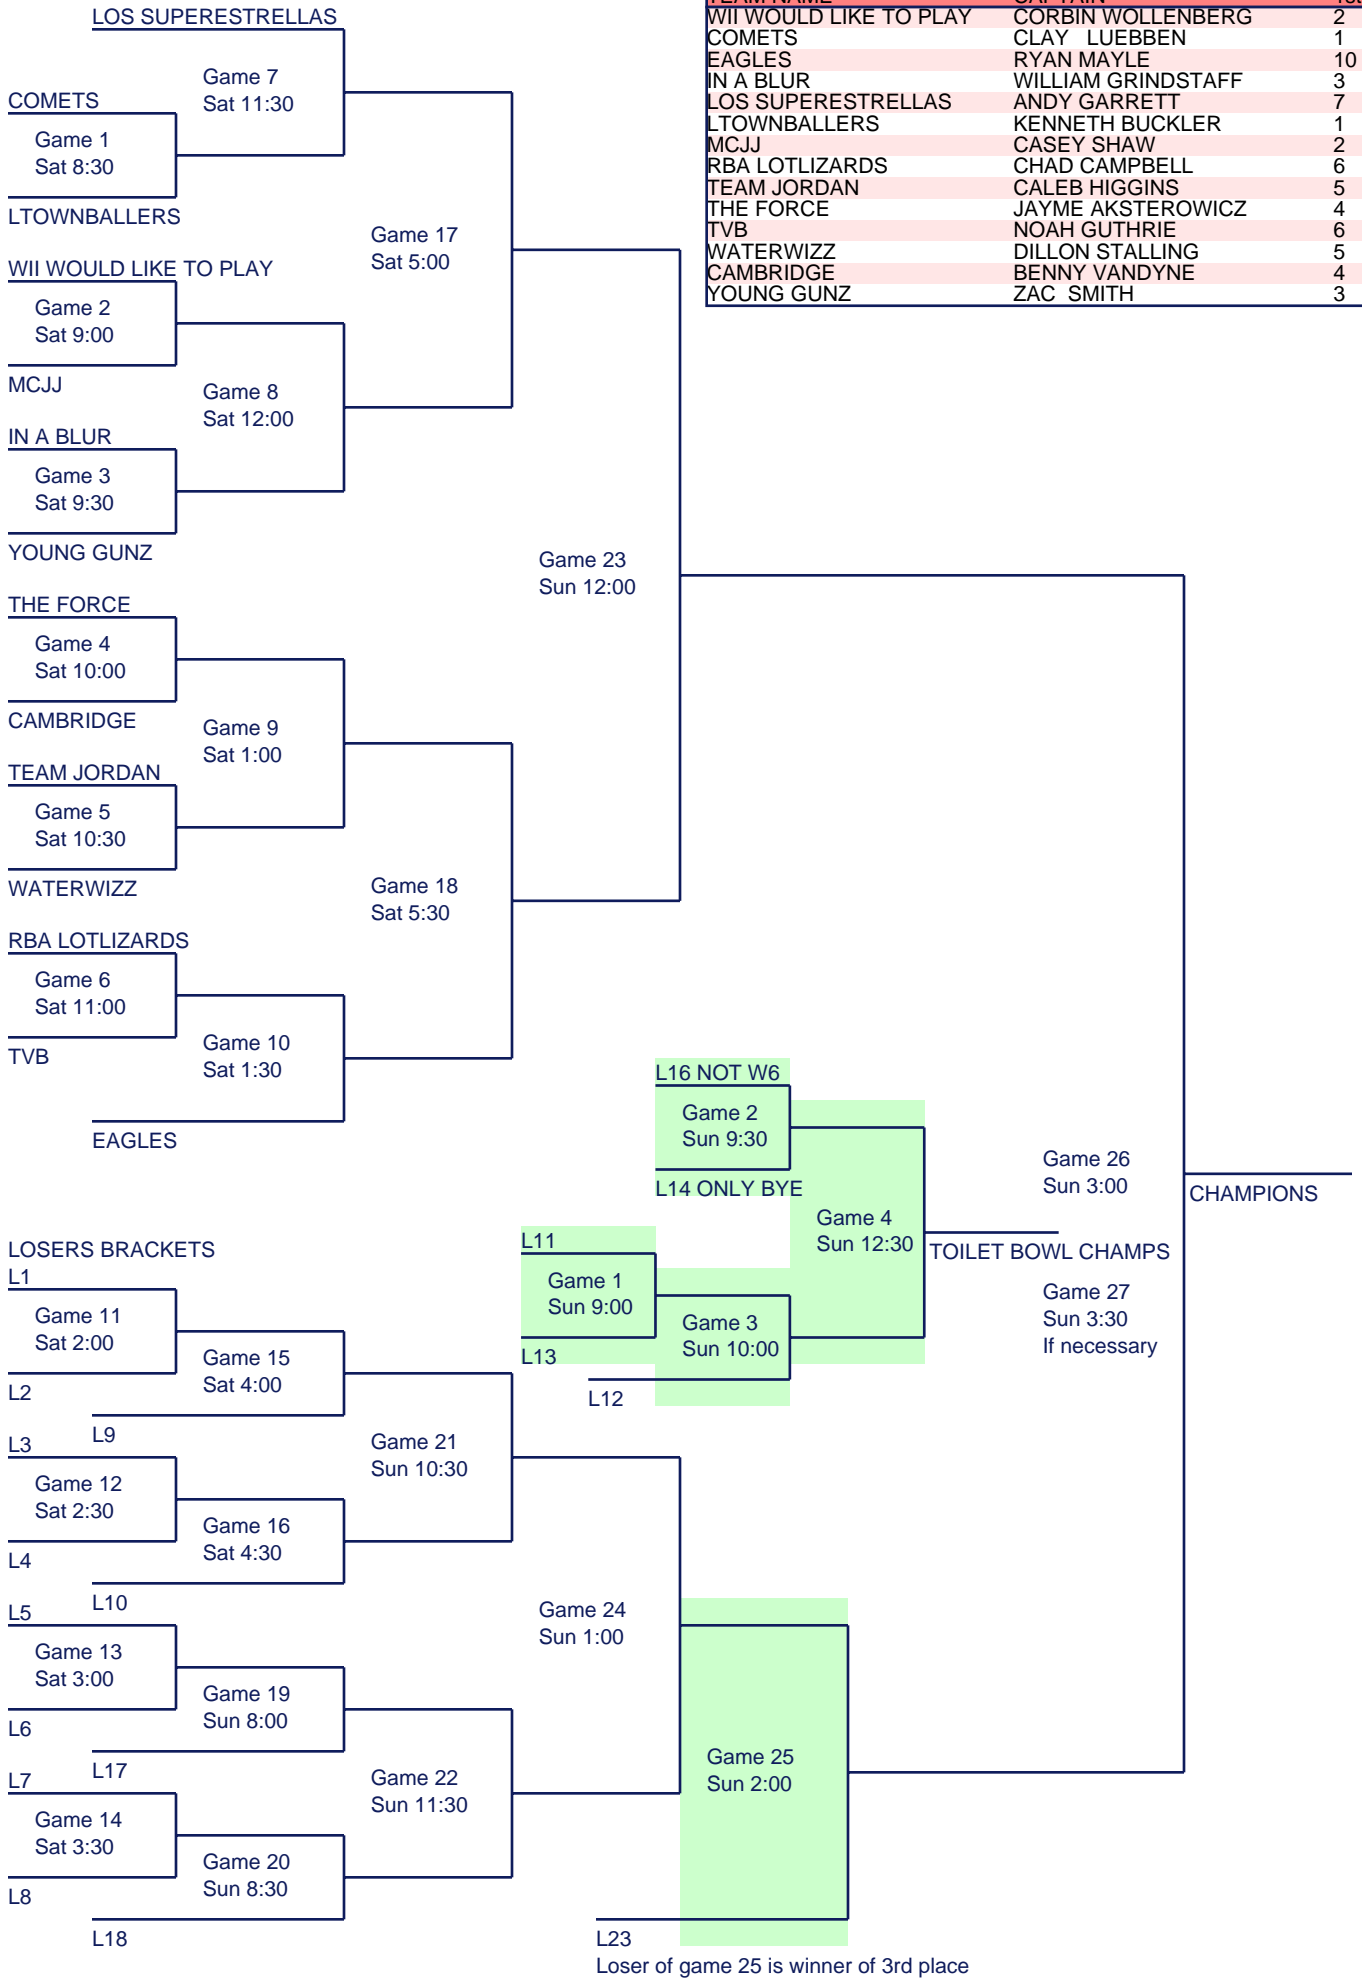 LOS SUPERESTRELLAS
Game 7
Sat 11:30
COMETS
Game 1
Sat 8:30
LTOWNBALLERS
Game 17
Sat 5:00
WII WOULD LIKE TO PLAY
Game 2
Sat 9:00
MCJJ
Game 8
Sat 12:00
IN A BLUR
Game 3
Sat 9:30
YOUNG GUNZ
Game 23
Sun 12:00
THE FORCE
Game 4
Sat 10:00
CAMBRIDGE
Game 9
Sat 1:00
TEAM JORDAN
Game 5
Sat 10:30
WATERWIZZ
Game 18
Sat 5:30
RBA LOTLIZARDS
Game 6
Sat 11:00
TVB
Game 10
Sat 1:30
EAGLES
TEAM NAME CAPTAIN
WII WOULD LIKE TO PLAY CORBIN WOLLENBERG 2
COMETS CLAY LUEBBEN 1
EAGLES RYAN MAYLE 10
IN A BLUR WILLIAM GRINDSTAFF 3
LOS SUPERESTRELLAS ANDY GARRETT 7
LTOWNBALLERS KENNETH BUCKLER 1
MCJJ CASEY SHAW 2
RBA LOTLIZARDS CHAD CAMPBELL 6
TEAM JORDAN CALEB HIGGINS 5
THE FORCE JAYME AKSTEROWICZ 4
TVB NOAH GUTHRIE 6
WATERWIZZ DILLON STALLING 5
CAMBRIDGE BENNY VANDYNE 4
YOUNG GUNZ ZAC SMITH 3
L16 NOT W6
Game 2
Sun 9:30
L14 ONLY BYE
Game 4
Sun 12:30
L11
Game 1
Sun 9:00
L13
Game 3
Sun 10:00
L12
TOILET BOWL CHAMPS
Game 26
Sun 3:00
CHAMPIONS
Game 27
Sun 3:30
If necessary
LOSERS BRACKETS
L1
Game 11
Sat 2:00
L2
Game 15
Sat 4:00
L9
L3
Game 12
Sat 2:30
L4
Game 16
Sat 4:30
L10
Game 21
Sun 10:30
L5
Game 13
Sat 3:00
L6
Game 19
Sun 8:00
L17
Game 24
Sun 1:00
L7
Game 14
Sat 3:30
L8
Game 20
Sun 8:30
L18
Game 22
Sun 11:30
Game 25
Sun 2:00
L23
Loser of game 25 is winner of 3rd place